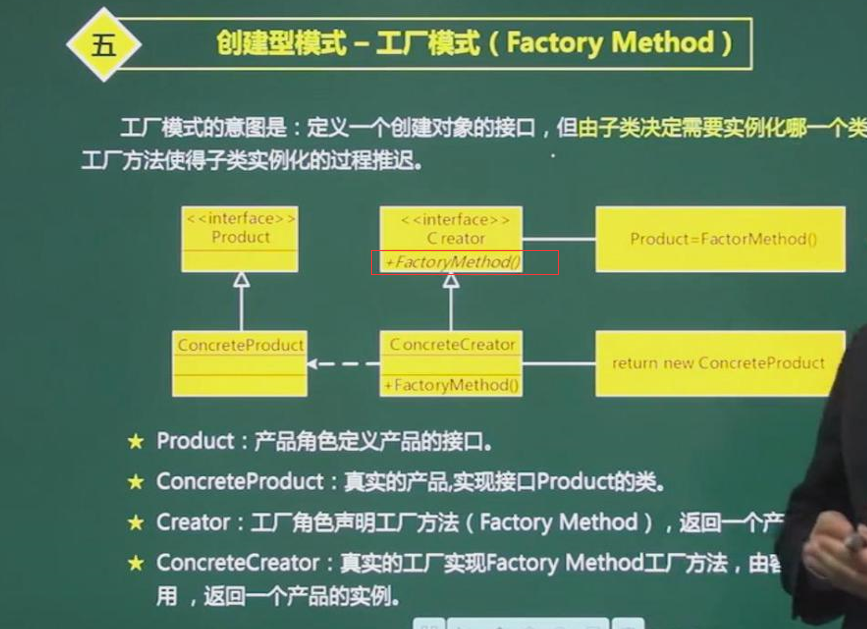 五
创建型模式 – 工厂模式（Factory Method）
工厂模式的意图是：定义一个创建对象的接口，但由子类决定需要实例化哪一个类
工厂方法使得子类实例化的过程推迟。
<<interface>>
Product
<<interface>>
Creator
+FactoryMethod()
Product=FactorMethod()
ConcreteProduct
ConcreteCreator
+FactoryMethod()
return new ConcreteProduct
★ Product：产品角色定义产品的接口。
★ ConcreteProduct：真实的产品,实现接口Product的类。
★ Creator：工厂角色声明工厂方法（Factory Method），返回一个产
★ ConcreteCreator：真实的工厂实现Factory Method工厂方法，由
用 ，返回一个产品的实例。